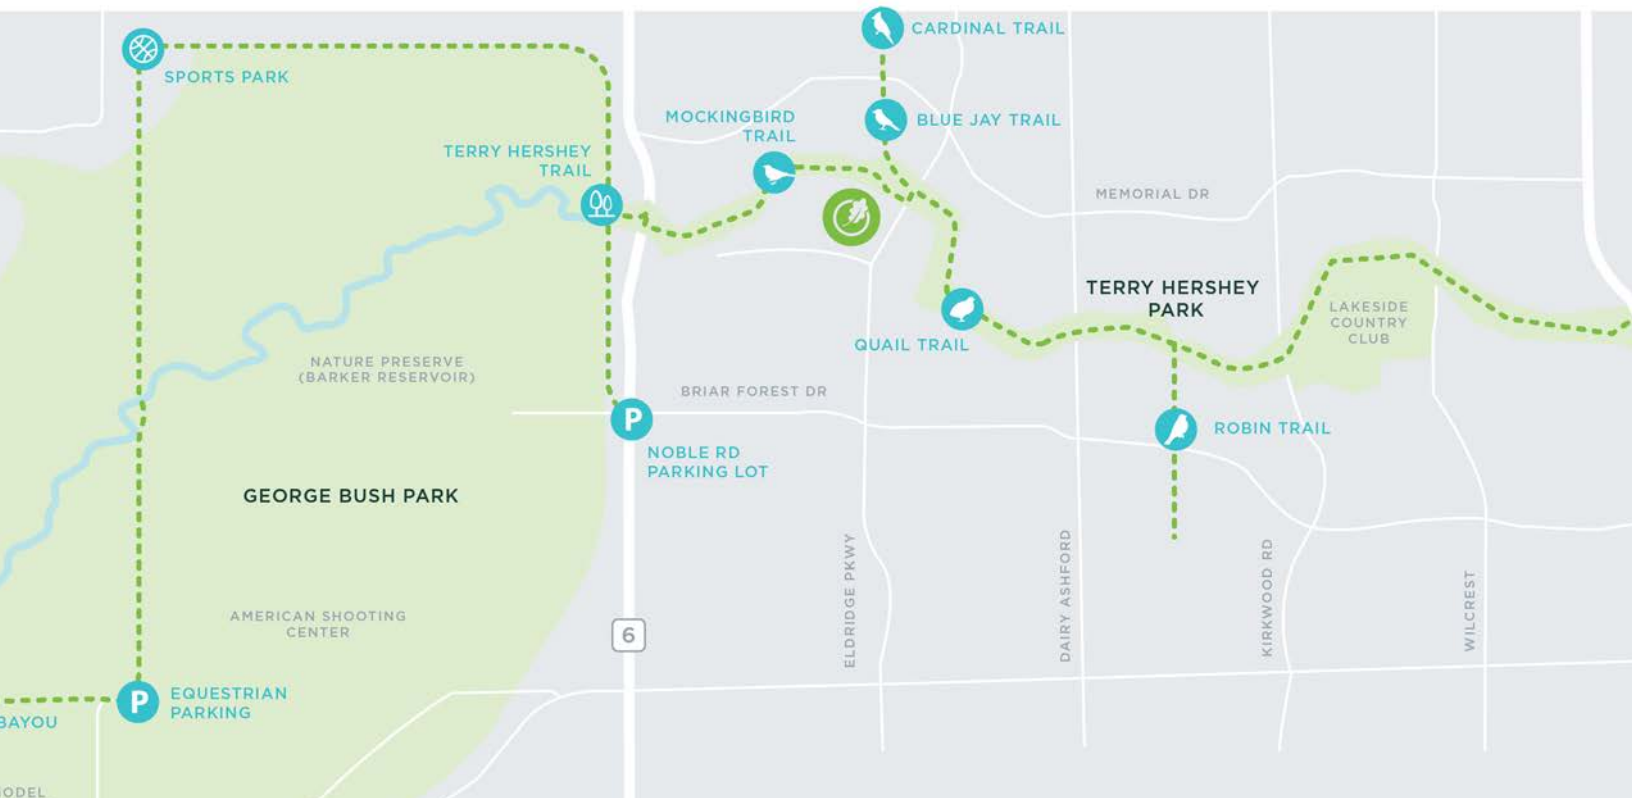 CARDINAL TRAIL
SPORTS PARK
MOCKINGBIRD
TRAIL
BLUE JAY TRAIL
TERRY HERSHEY
TRAIL
MEMORIAL DR
TERRY HERSHEY
PARK
LAKESIDE
COUNTRY
CLUB
QUAIL TRAIL
NATURE PRESERVE
(BARKER RESERVOIR)
BRIAR FOREST DR
P
NOBLE RD
PARKING LOT
ROBIN TRAIL
GEORGE BUSH PARK
AMERICAN SHOOTING
CENTER
6
ELDRIDGE PKWY
DAIRY ASHFORD
KIRKWOOD RD
WILCREST
P
EQUESTRIAN
PARKING
BAYOU
ODEL